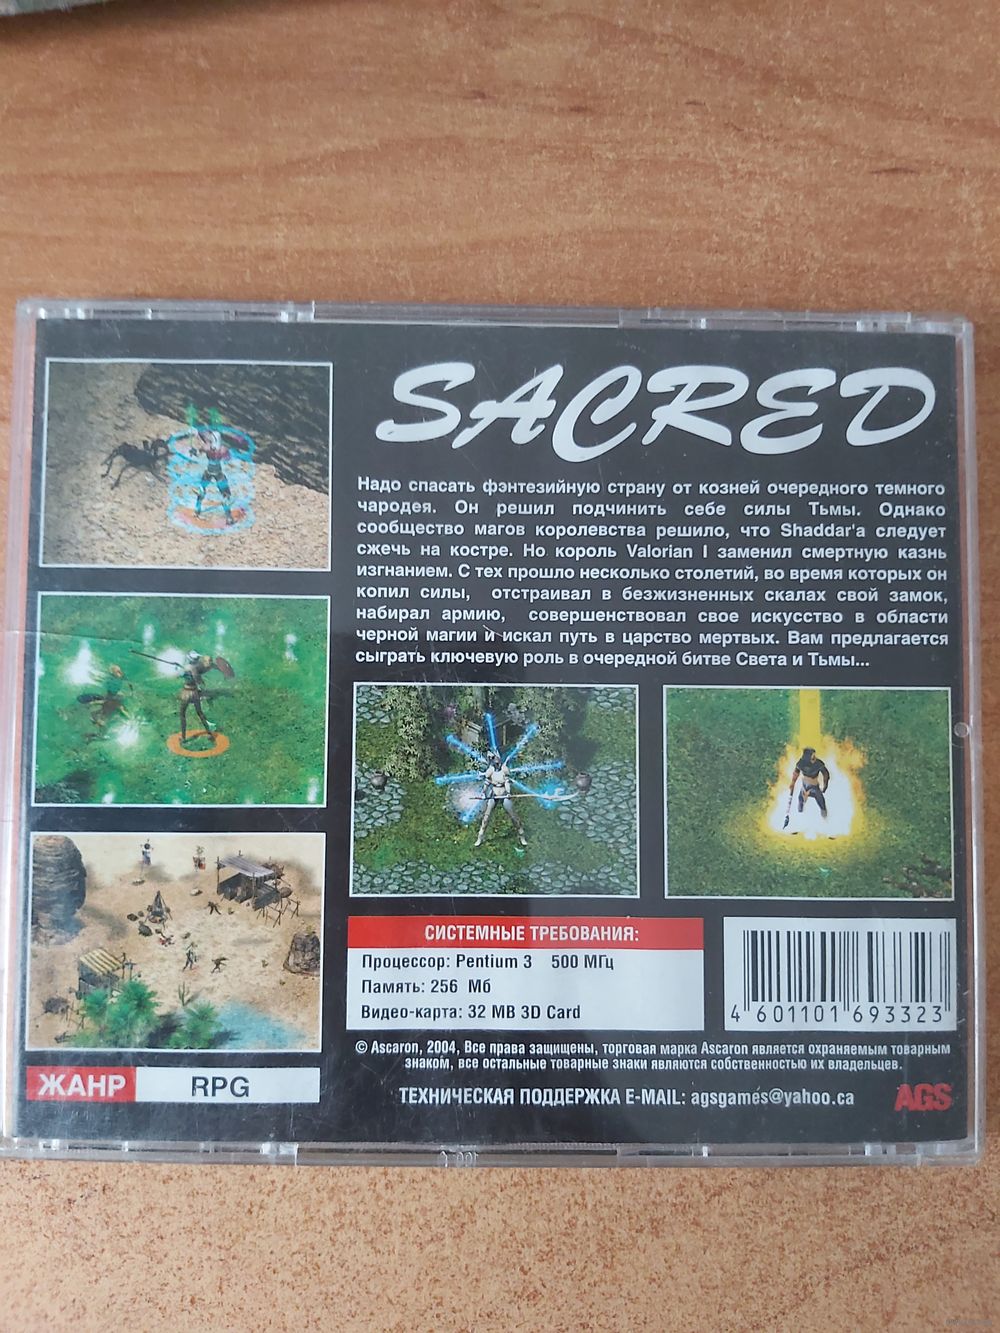 SACRED
Надо спасать фэнтезийную страну от козней очередного темного
чародея. Он решил подчинить себе силы Тьмы. Однако
сообщество магов королевства решило, что Shaddar'а следует
сжечь на костре. Но король Valorian I заменил смертную казнь
изгнанием. С тех прошло несколько столетий, во время которых он
копил силы, отстраивал в безжизненных скалах свой замок,
набирал армию, совершенствовал свое искусство в области
черной магии и искал путь в царство мертвых. Вам предлагается
сыграть ключевую роль в очередной битве Света и Тьмы...
СИСТЕМНЫЕ ТРЕБОВАНИЯ:
Процессор: Pentium 3 500 МГц
Память: 256 Мб
Видео-карта: 32 MB 3D Card
4 601101 693323
© Ascaron, 2004, Все права защищены, торговая марка Ascaron является охраняемым товарным
знаком, все остальные товарные знаки являются собственностью их владельцев.
ЖАНР RPG
ТЕХНИЧЕСКАЯ ПОДДЕРЖКА E-MAIL: agsgames@yahoo.ca
AGS